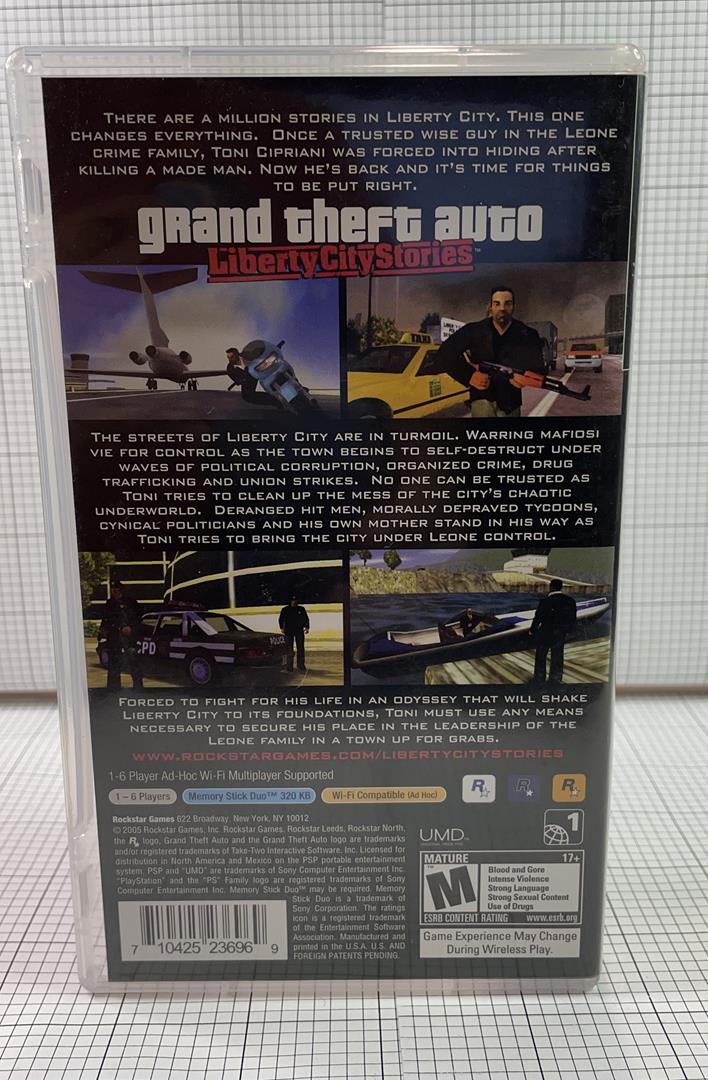 THERE ARE A MILLION STORIES IN LIBERTY CITY. THIS ONE
CHANGES EVERYTHING. ONCE A TRUSTED WISE GUY IN THE LEONE
CRIME FAMILY, TONI CIPRIANI WAS FORCED INTO HIDING AFTER
KILLING A MADE MAN. NOW HE'S BACK AND IT'S TIME FOR THINGS
TO BE PUT RIGHT.
grand theft auto
Liberty City Stories™
TAXI
THE STREETS OF LIBERTY CITY ARE IN TURMOIL. WARRING MAFIOSI
VIE FOR CONTROL AS THE TOWN BEGINS TO SELF-DESTRUCT UNDER
WAVES OF POLITICAL CORRUPTION, ORGANIZED CRIME, DRUG
TRAFFICKING AND UNION STRIKES. NO ONE CAN BE TRUSTED AS
TONI TRIES TO CLEAN UP THE MESS OF THE CITY'S CHAOTIC
UNDERWORLD. DERANGED HIT MEN, MORALLY DEPRAVED TYCOONS,
CYNICAL POLITICIANS AND HIS OWN MOTHER STAND IN HIS WAY AS
TONI TRIES TO BRING THE CITY UNDER LEONE CONTROL.
CPD
POLICE
FORCED TO FIGHT FOR HIS LIFE IN AN ODYSSEY THAT WILL SHAKE
LIBERTY CITY TO ITS FOUNDATIONS, TONI MUST USE ANY MEANS
NECESSARY TO SECURE HIS PLACE IN THE LEADERSHIP OF THE
LEONE FAMILY IN A TOWN UP FOR GRABS.
WWW.ROCKSTARGAMES.COM/LIBERTYCITYSTORIES
1-6 Player Ad-Hoc Wi-Fi Multiplayer Supported
1 – 6 Players
Memory Stick Duo™ 320 KB
Wi-Fi Compatible (Ad Hoc)
R
R
R
Rockstar Games 622 Broadway, New York, NY 10012
© 2005 Rockstar Games, Inc. Rockstar Games, Rockstar Leeds, Rockstar North,
the R logo, Grand Theft Auto and the Grand Theft Auto logo are trademarks
and/or registered trademarks of Take-Two Interactive Software, Inc. Licensed for
distribution in North America and Mexico on the PSP portable entertainment
system. PSP and "UMD" are trademarks of Sony Computer Entertainment Inc.
"PlayStation" and the "PS" Family logo are registered trademarks of Sony
Computer Entertainment Inc. Memory Stick Duo™ may be required. Memory
Stick Duo is a
trademark of
Sony Corporation.
The ratings
icon is a registered trademark
of the Entertainment Software
Association. Manufactured and
printed in the U.S.A. U.S. AND
FOREIGN PATENTS PENDING.
7 10425 23696 9
UMD
1
MATURE 17+
M
Blood and Gore
Intense Violence
Strong Language
Strong Sexual Content
Use of Drugs
ESRB CONTENT RATING www.esrb.org
Game Experience May Change
During Wireless Play.